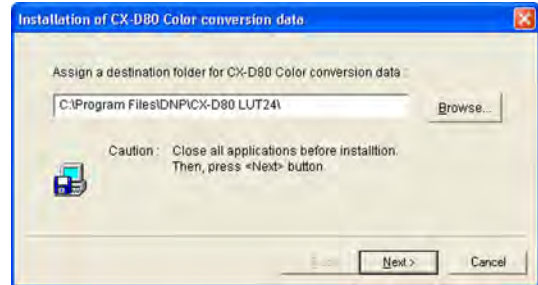 Installation of CX-D80 Color conversion data
Assign a destination folder for CX-D80 Color conversion data :
C:\Program Files\DNP\CX-D80 LUT24\
Browse...
Caution : Close all applications before installtion.
Then, press <Next> button.
Next >
Cancel